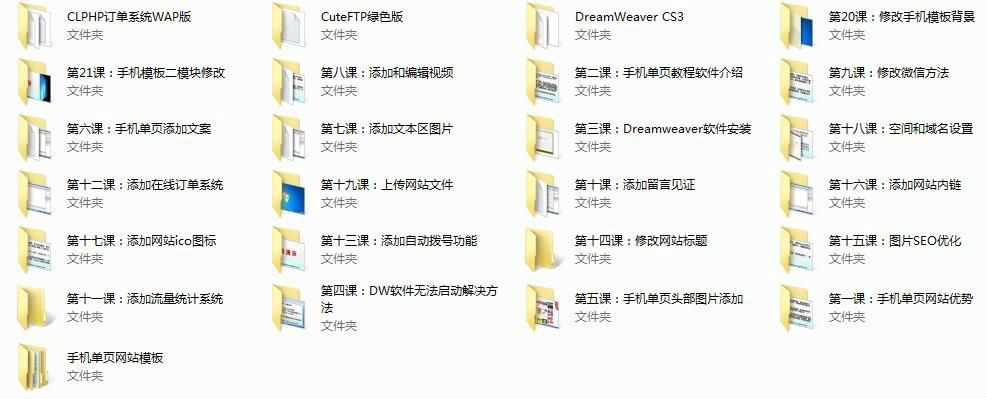 CLPHP订单系统WAP版
文件夹
CuteFTP绿色版
文件夹
DreamWeaver CS3
文件夹
第20课：修改手机模板背景
文件夹
第21课：手机模板二模块修改
文件夹
第八课：添加和编辑视频
文件夹
第二课：手机单页教程软件介绍
文件夹
第九课：修改微信方法
文件夹
第六课：手机单页添加文案
文件夹
第七课：添加文本区图片
文件夹
第三课：Dreamweaver软件安装
文件夹
第十八课：空间和域名设置
文件夹
第十二课：添加在线订单系统
文件夹
第十九课：上传网站文件
文件夹
第十课：添加留言见证
文件夹
第十六课：添加网站内链
文件夹
第十七课：添加网站ico图标
文件夹
第十三课：添加自动拨号功能
文件夹
第十四课：修改网站标题
文件夹
第十五课：图片SEO优化
文件夹
第十一课：添加流量统计系统
文件夹
第四课：DW软件无法启动解决方
法
文件夹
第五课：手机单页头部图片添加
文件夹
第一课：手机单页网站优势
文件夹
手机单页网站模板
文件夹